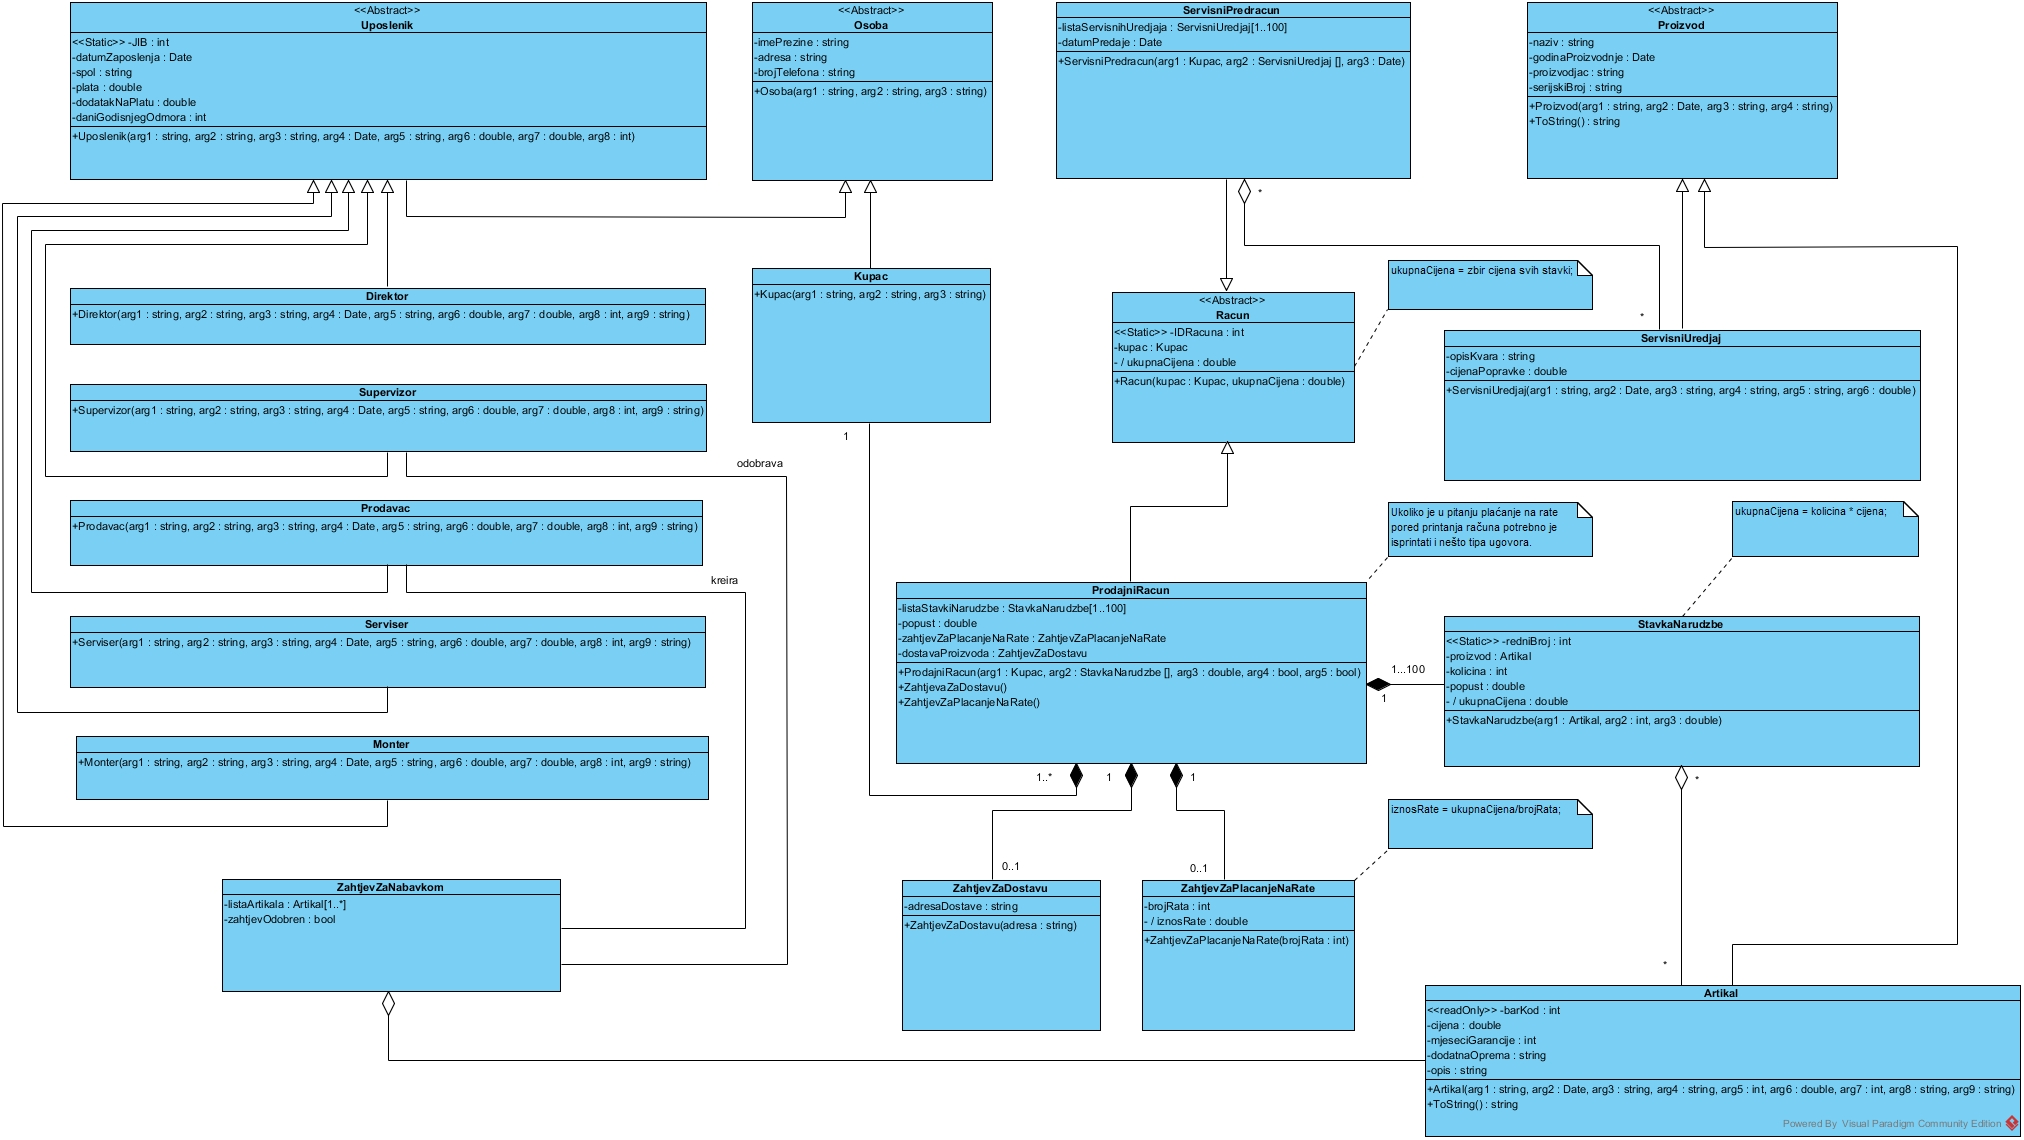 <<Abstract>>
Uposlenik
<<Static>> -JIB : int
-datumZaposlenja : Date
-spol : string
-plata : double
-dodatakNaPlatu : double
-daniGodisnjegOdmora : int
+Uposlenik(arg1 : string, arg2 : string, arg3 : string, arg4 : Date, arg5 : string, arg6 : double, arg7 : double, arg8 : int)
<<Abstract>>
Osoba
-imePrezine : string
-adresa : string
-brojTelefona : string
+Osoba(arg1 : string, arg2 : string, arg3 : string)
ServisniPredracun
-listaServisnihUredjaja : ServisniUredjaj[1..100]
-datumPredaje : Date
+ServisniPredracun(arg1 : Kupac, arg2 : ServisniUredjaj [], arg3 : Date)
<<Abstract>>
Proizvod
-naziv : string
-godinaProizvodnje : Date
-proizvodjac : string
-serijskiBroj : string
+Proizvod(arg1 : string, arg2 : Date, arg3 : string, arg4 : string)
+ToString() : string
*
*
Direktor
+Direktor(arg1 : string, arg2 : string, arg3 : string, arg4 : Date, arg5 : string, arg6 : double, arg7 : double, arg8 : int, arg9 : string)
Kupac
+Kupac(arg1 : string, arg2 : string, arg3 : string)
1
<<Abstract>>
Racun
<<Static>> -IDRacuna : int
-kupac : Kupac
- / ukupnaCijena : double
+Racun(kupac : Kupac, ukupnaCijena : double)
ukupnaCijena = zbir cijena svih stavki;
ServisniUredjaj
-opisKvara : string
-cijenaPopravke : double
+ServisniUredjaj(arg1 : string, arg2 : Date, arg3 : string, arg4 : string, arg5 : string, arg6 : double)
Supervizor
+Supervizor(arg1 : string, arg2 : string, arg3 : string, arg4 : Date, arg5 : string, arg6 : double, arg7 : double, arg8 : int, arg9 : string)
odobrava
Prodavac
+Prodavac(arg1 : string, arg2 : string, arg3 : string, arg4 : Date, arg5 : string, arg6 : double, arg7 : double, arg8 : int, arg9 : string)
kreira
Ukoliko je u pitanju plaćanje na rate
pored printanja računa potrebno je
isprintati i nešto tipa ugovora.
ukupnaCijena = kolicina * cijena;
ProdajniRacun
-listaStavkiNarudzbe : StavkaNarudzbe[1..100]
-popust : double
-zahtjevZaPlacanjeNaRate : ZahtjevZaPlacanjeNaRate
-dostavaProizvoda : ZahtjevZaDostavu
+ProdajniRacun(arg1 : Kupac, arg2 : StavkaNarudzbe [], arg3 : double, arg4 : bool, arg5 : bool)
+ZahtjevaZaDostavu()
+ZahtjevZaPlacanjeNaRate()
1...100
1
StavkaNarudzbe
<<Static>> -redniBroj : int
-proizvod : Artikal
-kolicina : int
-popust : double
- / ukupnaCijena : double
+StavkaNarudzbe(arg1 : Artikal, arg2 : int, arg3 : double)
Serviser
+Serviser(arg1 : string, arg2 : string, arg3 : string, arg4 : Date, arg5 : string, arg6 : double, arg7 : double, arg8 : int, arg9 : string)
Monter
+Monter(arg1 : string, arg2 : string, arg3 : string, arg4 : Date, arg5 : string, arg6 : double, arg7 : double, arg8 : int, arg9 : string)
1..*
1
1
*
iznosRate = ukupnaCijena/brojRata;
0..1
0..1
ZahtjevZaNabavkom
-listaArtikala : Artikal[1..*]
-zahtjevOdobren : bool
ZahtjevZaDostavu
-adresaDostave : string
+ZahtjevZaDostavu(adresa : string)
ZahtjevZaPlacanjeNaRate
-brojRata : int
- / iznosRate : double
+ZahtjevZaPlacanjeNaRate(brojRata : int)
*
Artikal
<<readOnly>> -barKod : int
-cijena : double
-mjeseciGarancije : int
-dodatnaOprema : string
-opis : string
+Artikal(arg1 : string, arg2 : Date, arg3 : string, arg4 : string, arg5 : int, arg6 : double, arg7 : int, arg8 : string, arg9 : string)
+ToString() : string
Powered By Visual Paradigm Community Edition